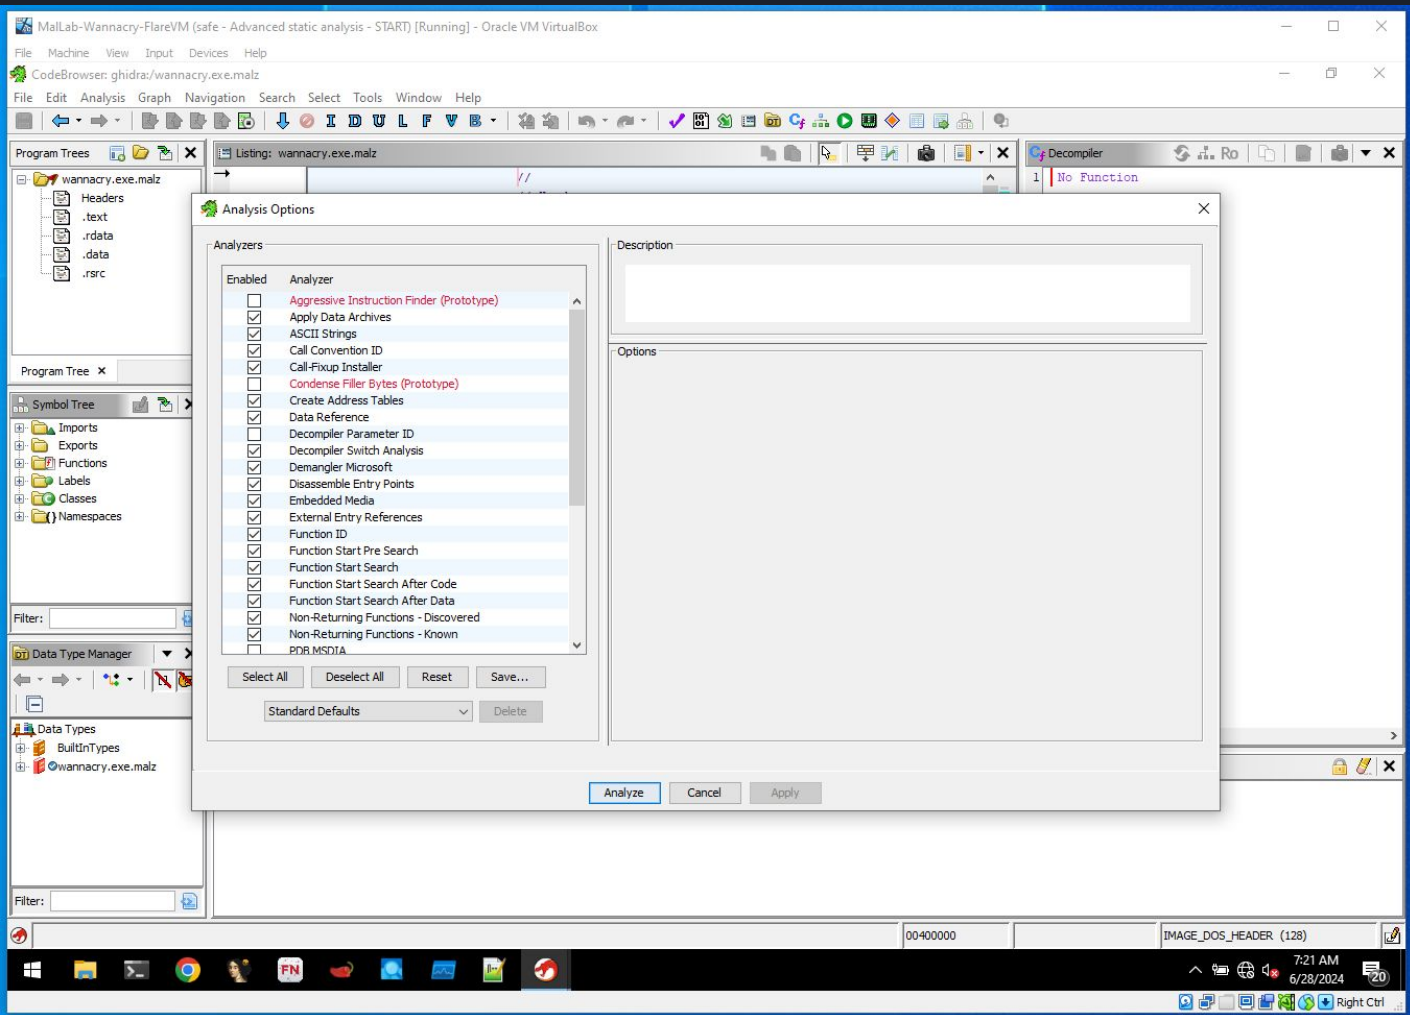 MalLab-Wannacry-FlareVM (safe - Advanced static analysis - START) [Running] - Oracle VM VirtualBox
File Machine View Input Devices Help
CodeBrowser: ghidra:/wannacry.exe.malz
File Edit Analysis Graph Navigation Search Select Tools Window Help
I D U L F V B
Program Trees
Listing: wannacry.exe.malz
Decompiler
Ro
wannacry.exe.malz
Headers
.text
.rdata
.data
.rsrc
//
1 No Function
Program Tree
Symbol Tree
Imports
Exports
Functions
Labels
Classes
Namespaces
Filter:
Data Type Manager
Data Types
BuiltInTypes
wannacry.exe.malz
Filter:
Analysis Options
Analyzers
Enabled Analyzer
Aggressive Instruction Finder (Prototype)
Apply Data Archives
ASCII Strings
Call Convention ID
Call-Fixup Installer
Condense Filler Bytes (Prototype)
Create Address Tables
Data Reference
Decompiler Parameter ID
Decompiler Switch Analysis
Demangler Microsoft
Disassemble Entry Points
Embedded Media
External Entry References
Function ID
Function Start Pre Search
Function Start Search
Function Start Search After Code
Function Start Search After Data
Non-Returning Functions - Discovered
Non-Returning Functions - Known
PDB MSDIA
Select All Deselect All Reset Save...
Standard Defaults Delete
Description
Options
Analyze Cancel Apply
00400000
IMAGE_DOS_HEADER (128)
FN
7:21 AM
6/28/2024
20
Right Ctrl